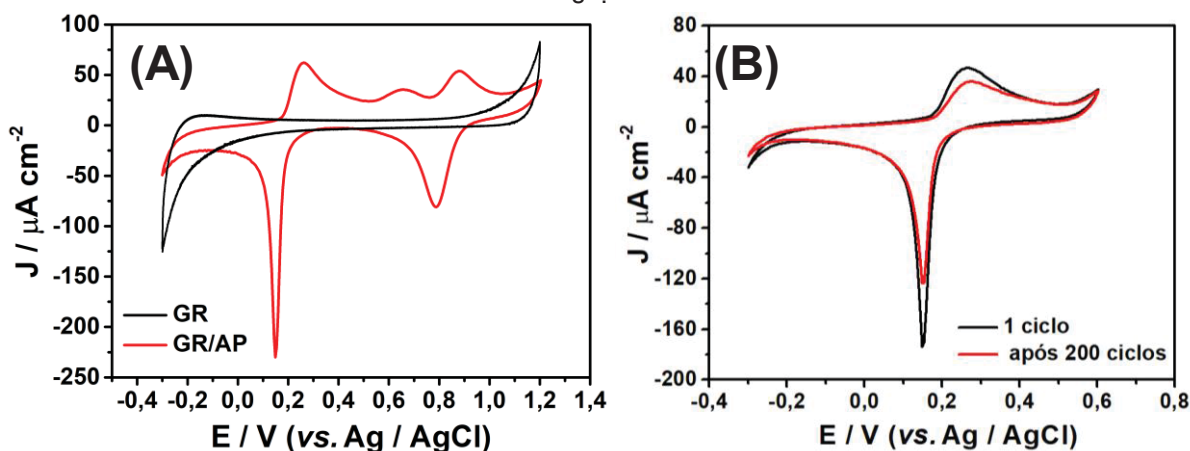 (A)
100
50
0
-50
-100
-150
-200
-250
J / μA cm⁻²
GR
GR/AP
-0,4 -0,2 0,0 0,2 0,4 0,6 0,8 1,0 1,2 1,4
E / V (vs. Ag / AgCl)
(B)
80
40
0
-40
-80
-120
-160
-200
J / μA cm⁻²
1 ciclo
após 200 ciclos
-0,4 -0,2 0,0 0,2 0,4 0,6 0,8
E / V (vs. Ag / AgCl)